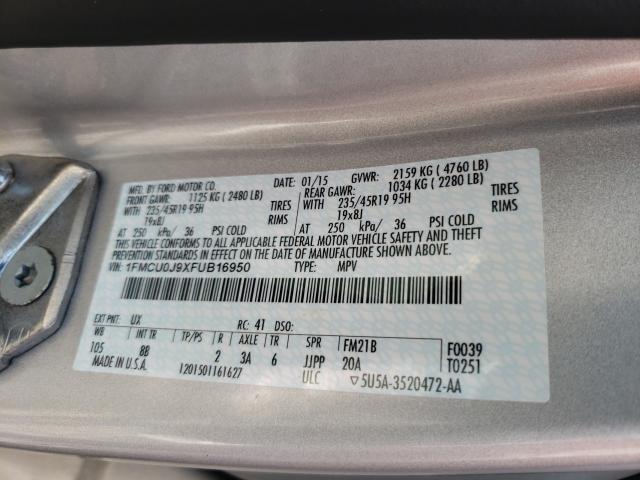 MFD. BY FORD MOTOR CO.
DATE: 01/15 GVWR: 2159 KG ( 4760 LB)
FRONT GAWR: 1125 KG ( 2480 LB) REAR GAWR: 1034 KG ( 2280 LB)
WITH 235/45R19 95H TIRES WITH 235/45R19 95H TIRES
19x8J RIMS 19x8J RIMS
AT 250 kPa/ 36 PSI COLD AT 250 kPa/ 36 PSI COLD
THIS VEHICLE CONFORMS TO ALL APPLICABLE FEDERAL MOTOR VEHICLE SAFETY AND THEFT
PREVENTION STANDARDS IN EFFECT ON THE DATE OF MANUFACTURE SHOWN ABOVE.
VIN: 1FMCU0J9XFUB16950 TYPE: MPV
EXT PNT: UX RC: 41 DSO:
WB INT TR TP/PS R AXLE TR SPR FM21B F0039
105 8B 2 3A 6 JJPP 20A T0251
MADE IN U.S.A. 1201501161627 ULC ▽5U5A-3520472-AA